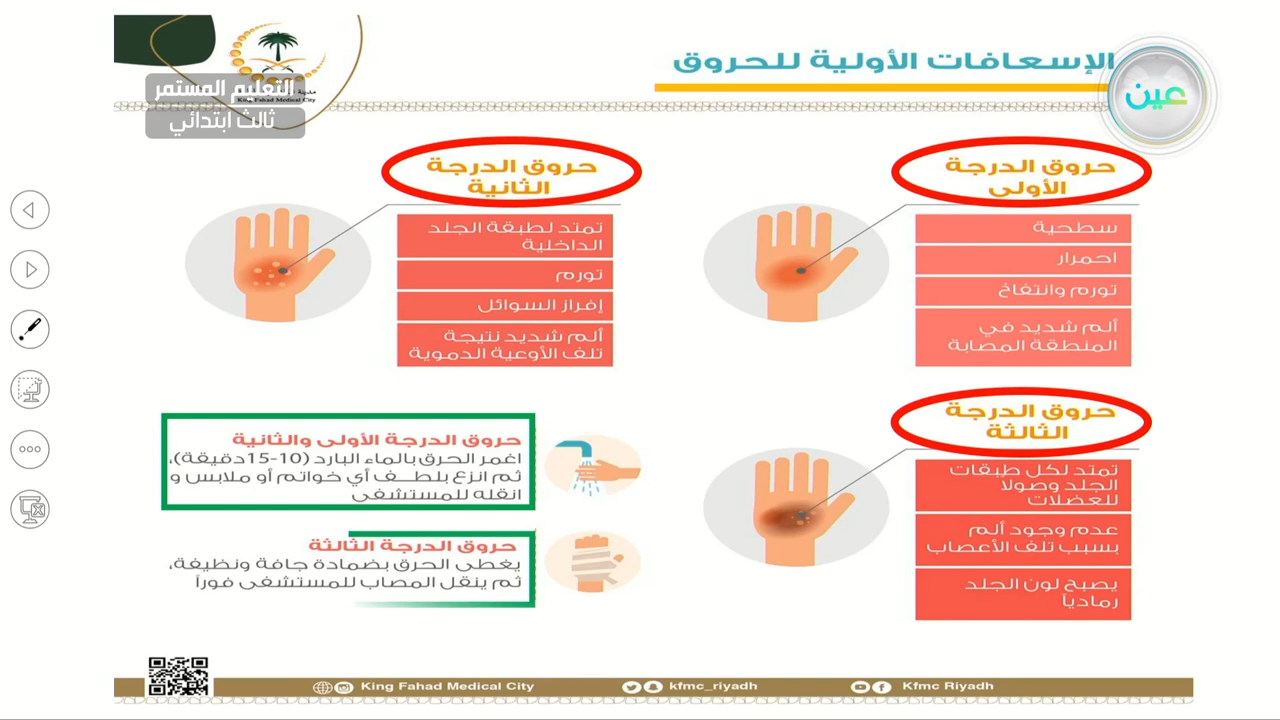 الإسعافات الأولية للحروق
عين
King Fahad Medical City
التعليم المستمر
ثالث ابتدائي
حروق الدرجة
الأولى
سطحية
احمرار
تورم وانتفاخ
ألم شديد في
المنطقة المصابة
حروق الدرجة
الثانية
تمتد لطبقة الجلد
الداخلية
تورم
إفراز السوائل
ألم شديد نتيجة
تلف الأوعية الدموية
حروق الدرجة
الثالثة
تمتد لكل طبقات
الجلد وصولا
للعضلات
عدم وجود ألم
بسبب تلف الأعصاب
يصبح لون الجلد
رمادياً
حروق الدرجة الأولى والثانية
اغمر الحرق بالماء البارد (10-15دقيقة)،
ثم انزع بلطف أي خواتم أو ملابس و
انقله للمستشفى
حروق الدرجة الثالثة
يغطى الحرق بضمادة جافة ونظيفة،
ثم ينقل المصاب للمستشفى فوراً
King Fahad Medical City
kfmc_riyadh
Kfmc Riyadh